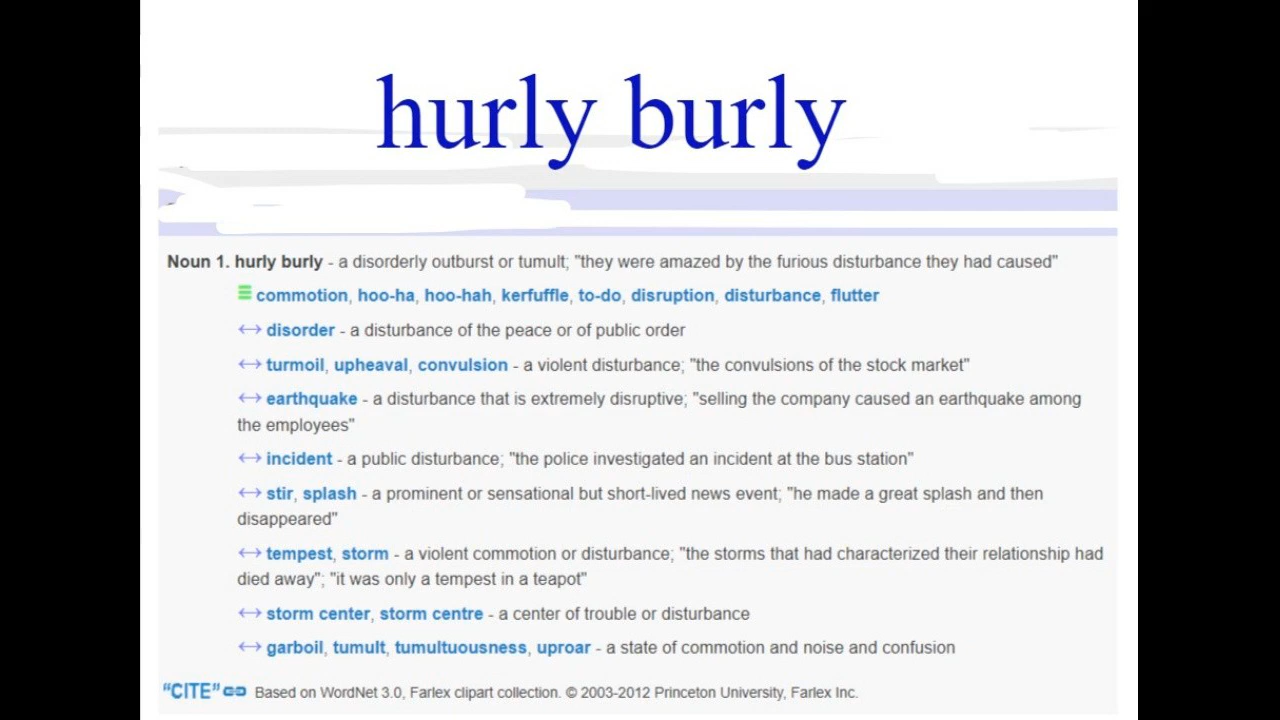 hurly burly
Noun 1. hurly burly - a disorderly outburst or tumult; "they were amazed by the furious disturbance they had caused"
commotion, hoo-ha, hoo-hah, kerfuffle, to-do, disruption, disturbance, flutter
↔ disorder - a disturbance of the peace or of public order
↔ turmoil, upheaval, convulsion - a violent disturbance; "the convulsions of the stock market"
↔ earthquake - a disturbance that is extremely disruptive; "selling the company caused an earthquake among
the employees"
↔ incident - a public disturbance; "the police investigated an incident at the bus station"
↔ stir, splash - a prominent or sensational but short-lived news event; "he made a great splash and then
disappeared"
↔ tempest, storm - a violent commotion or disturbance; "the storms that had characterized their relationship had
died away"; "it was only a tempest in a teapot"
↔ storm center, storm centre - a center of trouble or disturbance
↔ garboil, tumult, tumultuousness, uproar - a state of commotion and noise and confusion
"CITE" Based on WordNet 3.0, Farlex clipart collection. © 2003-2012 Princeton University, Farlex Inc.